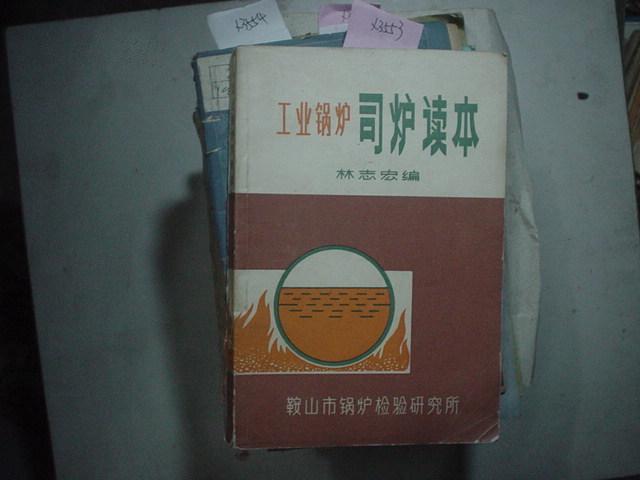 工业锅炉 司炉读本
林志宏编
鞍山市锅炉检验研究所